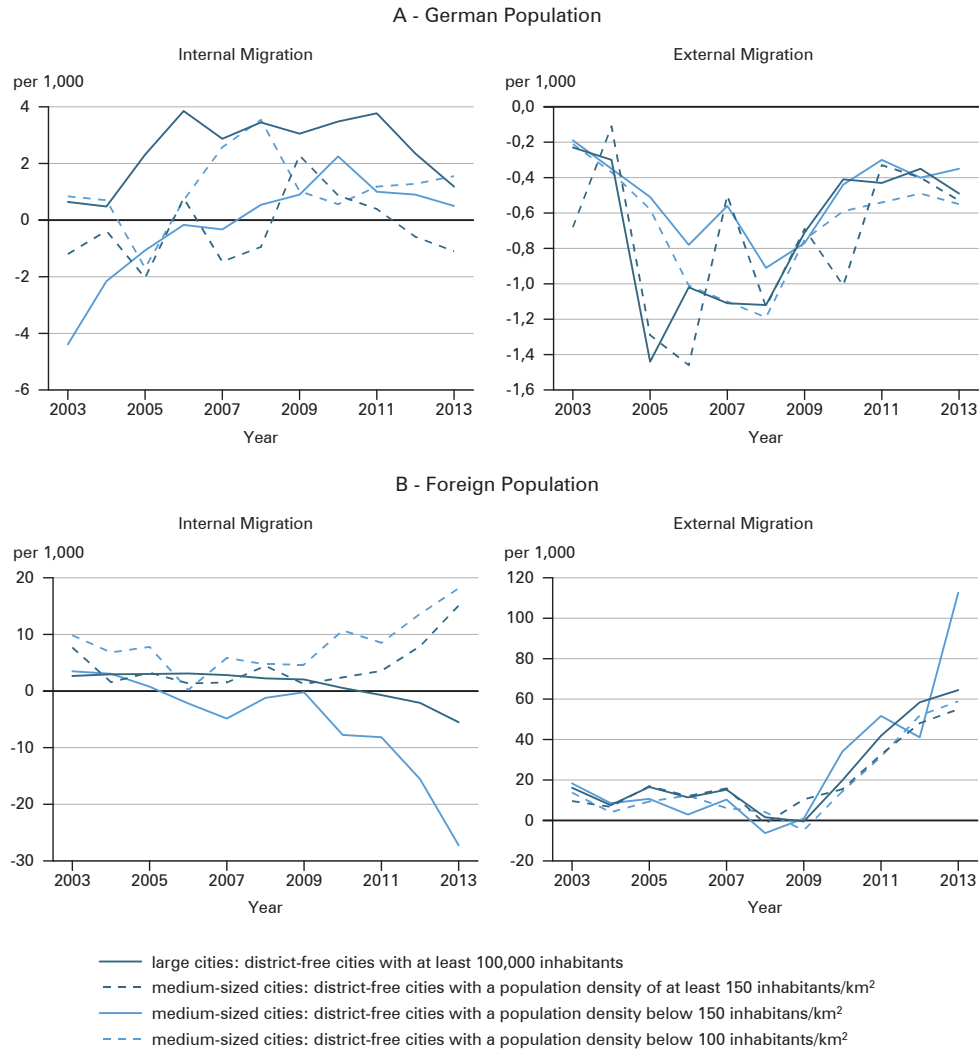 A - German Population
Internal Migration
per 1,000
4
2
0
-2
-4
-6
2003 2005 2007 2009 2011 2013
Year
External Migration
per 1,000
0,0
-0,2
-0,4
-0,6
-0,8
-1,0
-1,2
-1,4
-1,6
2003 2005 2007 2009 2011 2013
Year
B - Foreign Population
Internal Migration
per 1,000
20
10
0
-10
-20
-30
2003 2005 2007 2009 2011 2013
Year
External Migration
per 1,000
120
100
80
60
40
20
0
-20
2003 2005 2007 2009 2011 2013
Year
large cities: district-free cities with at least 100,000 inhabitants
medium-sized cities: district-free cities with a population density of at least 150 inhabitants/km²
medium-sized cities: district-free cities with a population density below 150 inhabitans/km²
medium-sized cities: district-free cities with a population density below 100 inhabitants/km²